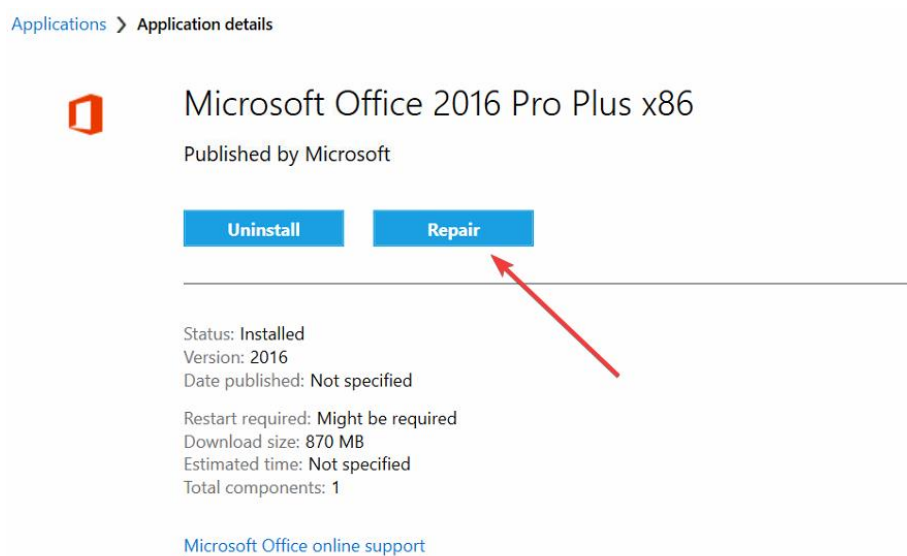 Applications ❯ Application details
Microsoft Office 2016 Pro Plus x86
Published by Microsoft
Uninstall Repair
Status: Installed
Version: 2016
Date published: Not specified
Restart required: Might be required
Download size: 870 MB
Estimated time: Not specified
Total components: 1
Microsoft Office online support